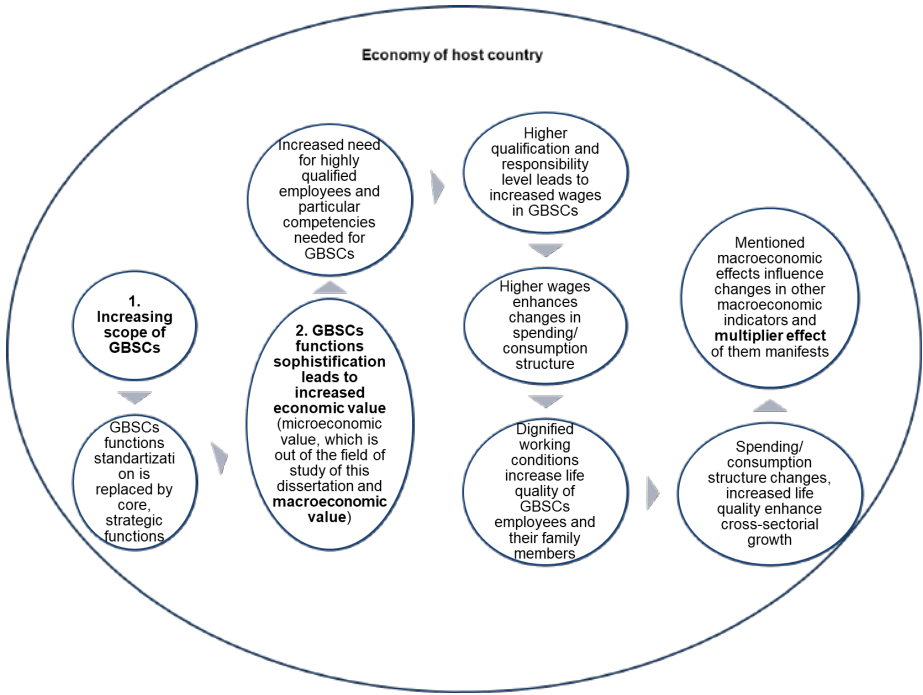 Economy of host country
1.
Increasing
scope of
GBSCs
GBSCs
functions
standartizati
on is
replaced by
core,
strategic
functions
2. GBSCs
functions
sophistification
leads to
increased
economic value
(microeconomic
value, which is
out of the field of
study of this
dissertation and
macroeconomic
value)
Increased need
for highly
qualified
employees and
particular
competencies
needed for
GBSCs
Higher
qualification and
responsibility
level leads to
increased wages
in GBSCs
Higher wages
enhances
changes in
spending/
consumption
structure
Dignified
working
conditions
increase life
quality of
GBSCs
employees and
their family
members
Spending/
consumption
structure changes,
increased life
quality enhance
cross-sectorial
growth
Mentioned
macroeconomic
effects influence
changes in other
macroeconomic
indicators and
multiplier effect
of them manifests